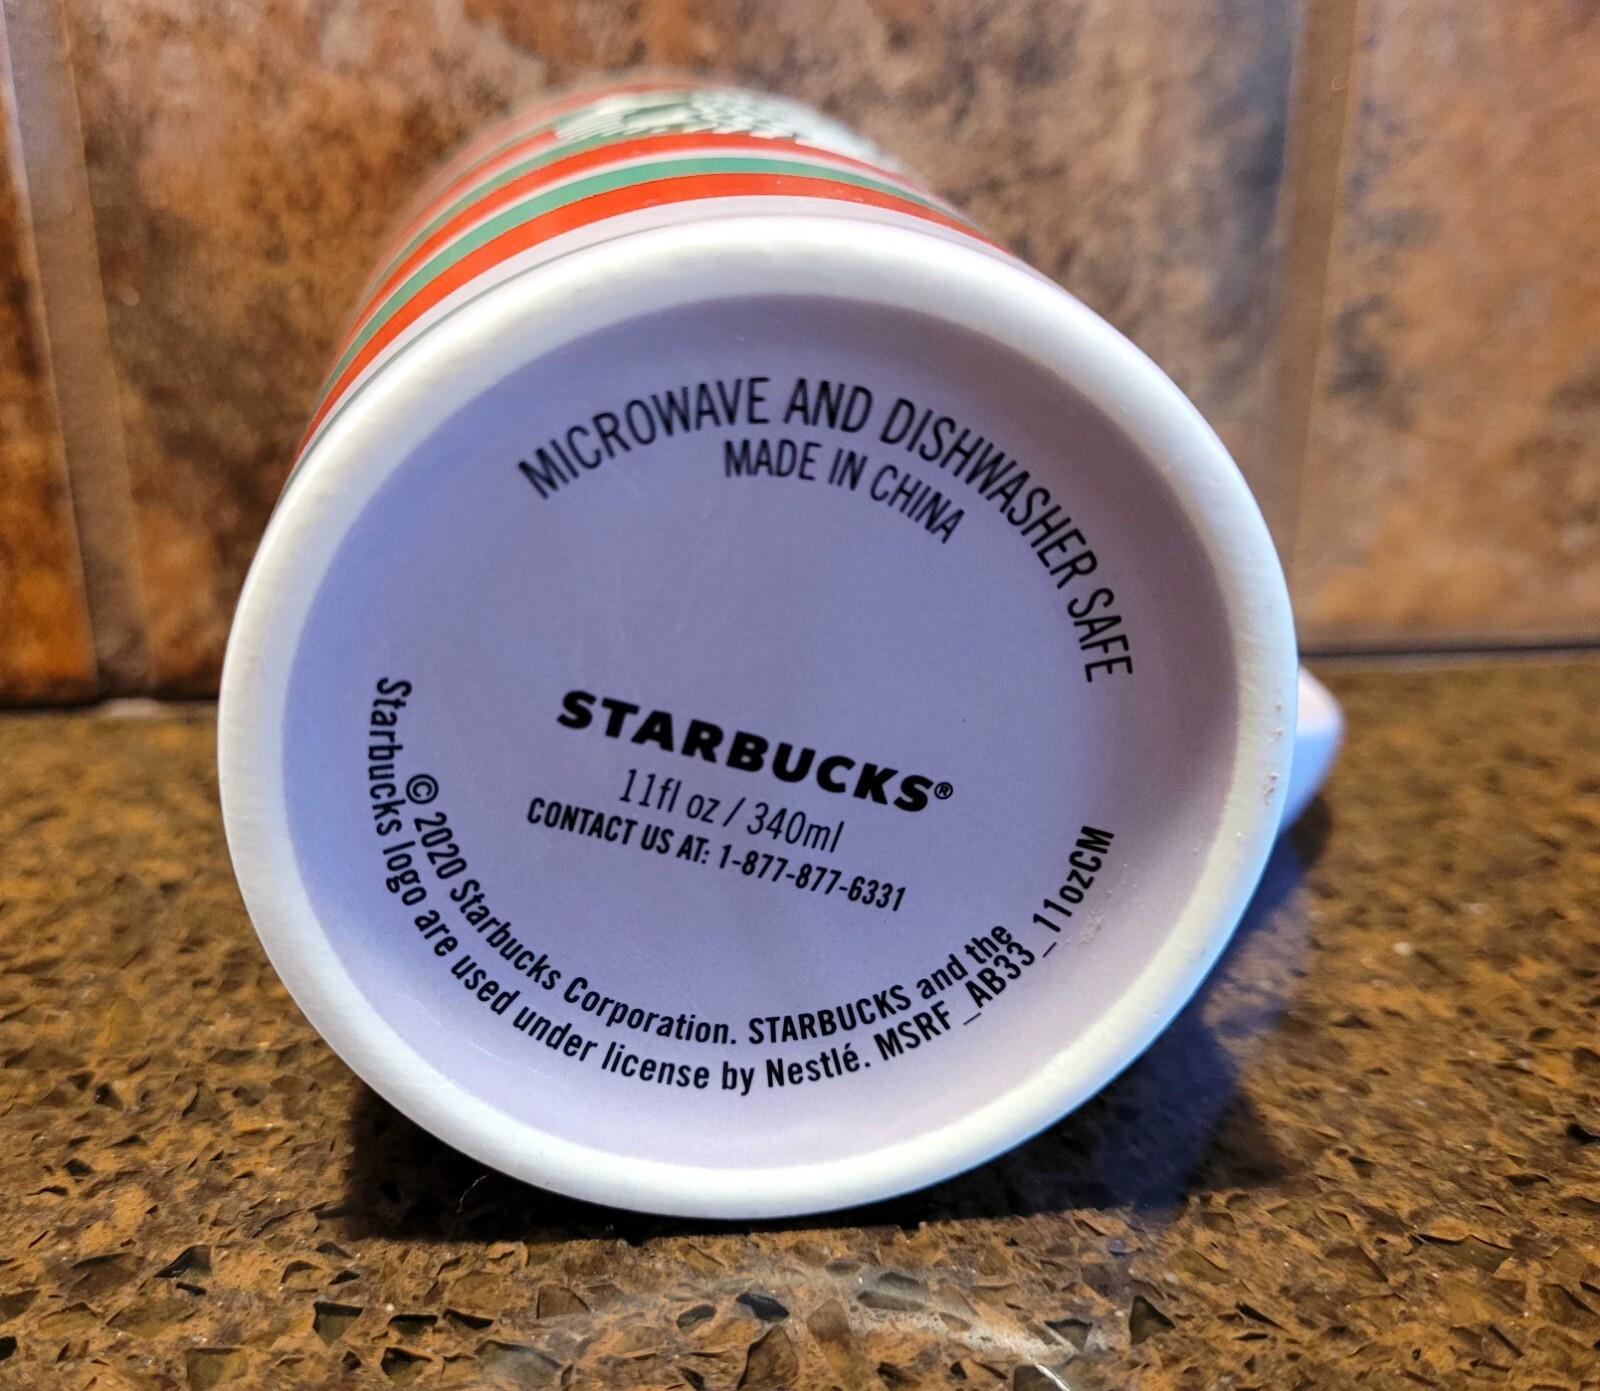 MICROWAVE AND DISHWASHER SAFE
MADE IN CHINA
STARBUCKS®
11fl oz / 340ml
CONTACT US AT: 1-877-877-6331
© 2020 Starbucks Corporation. STARBUCKS and the
Starbucks logo are used under license by Nestlé. MSRF_AB33_11ozCM